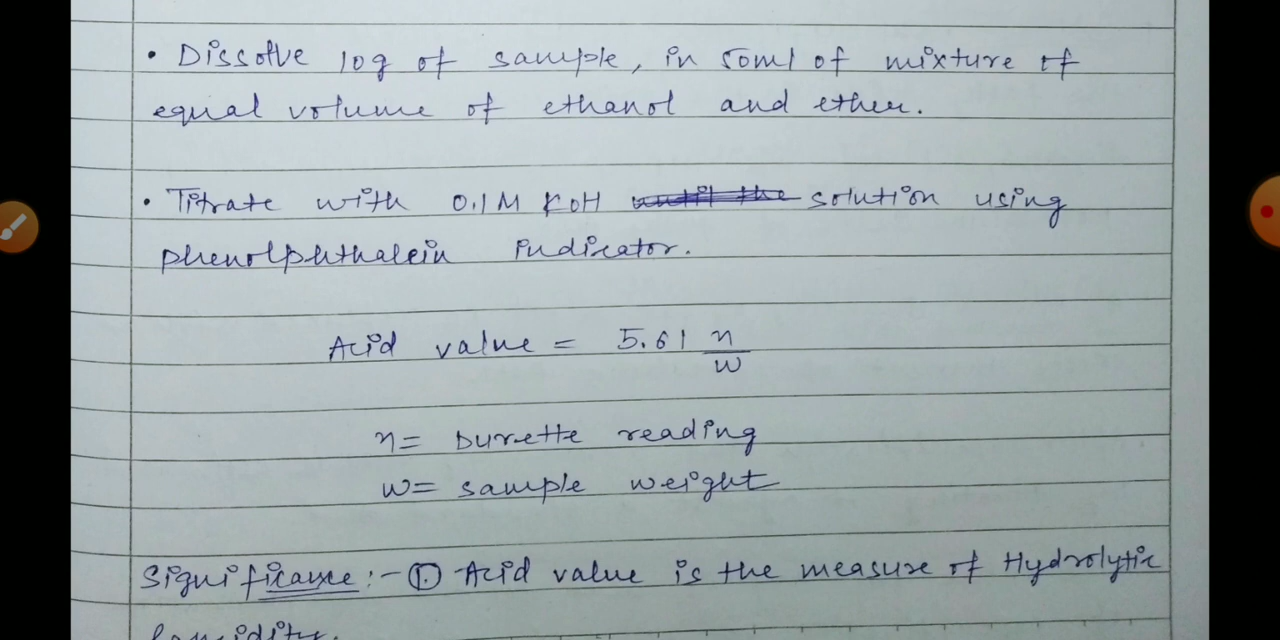 • Dissolve 10g of sample, in 50ml of mixture of
equal volume of ethanol and ether.
• Titrate with 0.1M KOH until the solution using
phenolphthalein indicator.
Acid value = 5.61 n/w
n= burette reading
w= sample weight
Significance:- ①. Acid value is the measure of Hydrolytic